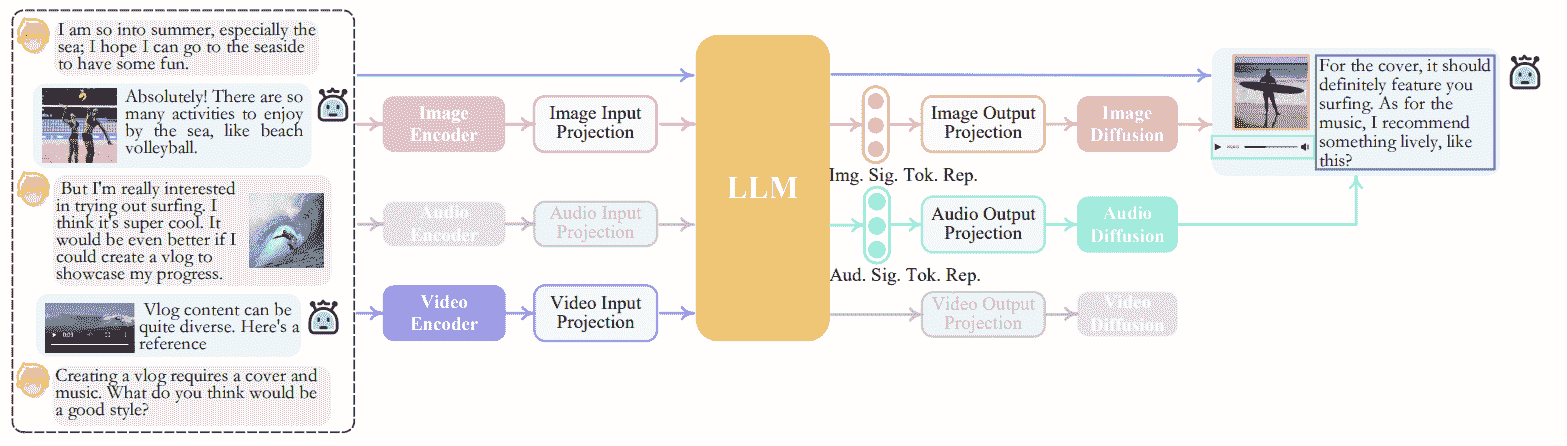 I am so into summer, especially the
sea; I hope I can go to the seaside
to have some fun.
Absolutely! There are so
many activities to enjoy
by the sea, like beach
volleyball.
But I'm really interested
in trying out surfing. I
think it's super cool. It
would be even better if I
could create a vlog to
showcase my progress.
Vlog content can be
quite diverse. Here's a
reference
Creating a vlog requires a cover and
music. What do you think would be
a good style?
Image
Encoder
Image Input
Projection
Audio
Encoder
Audio Input
Projection
Video
Encoder
Video Input
Projection
LLM
Img. Sig. Tok. Rep.
Image Output
Projection
Image
Diffusion
Aud. Sig. Tok. Rep.
Audio Output
Projection
Audio
Diffusion
Video Output
Projection
Video
Diffusion
For the cover, it should
definitely feature you
surfing. As for the
music, I recommend
something lively, like
this?